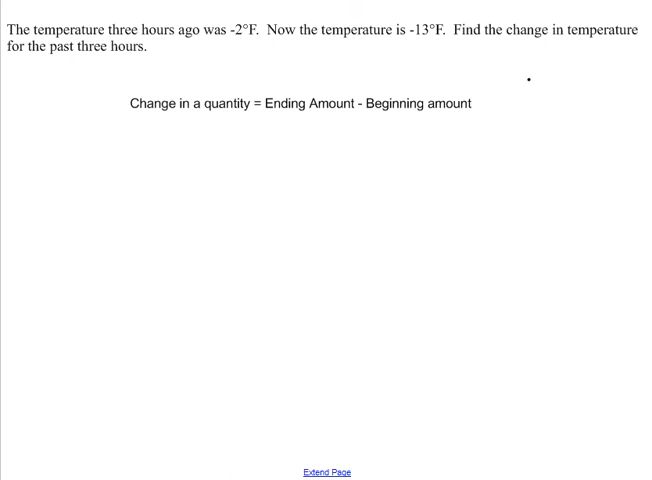 The temperature three hours ago was -2°F.  Now the temperature is -13°F.  Find the change in temperature
for the past three hours.
Change in a quantity = Ending Amount - Beginning amount
Extend Page